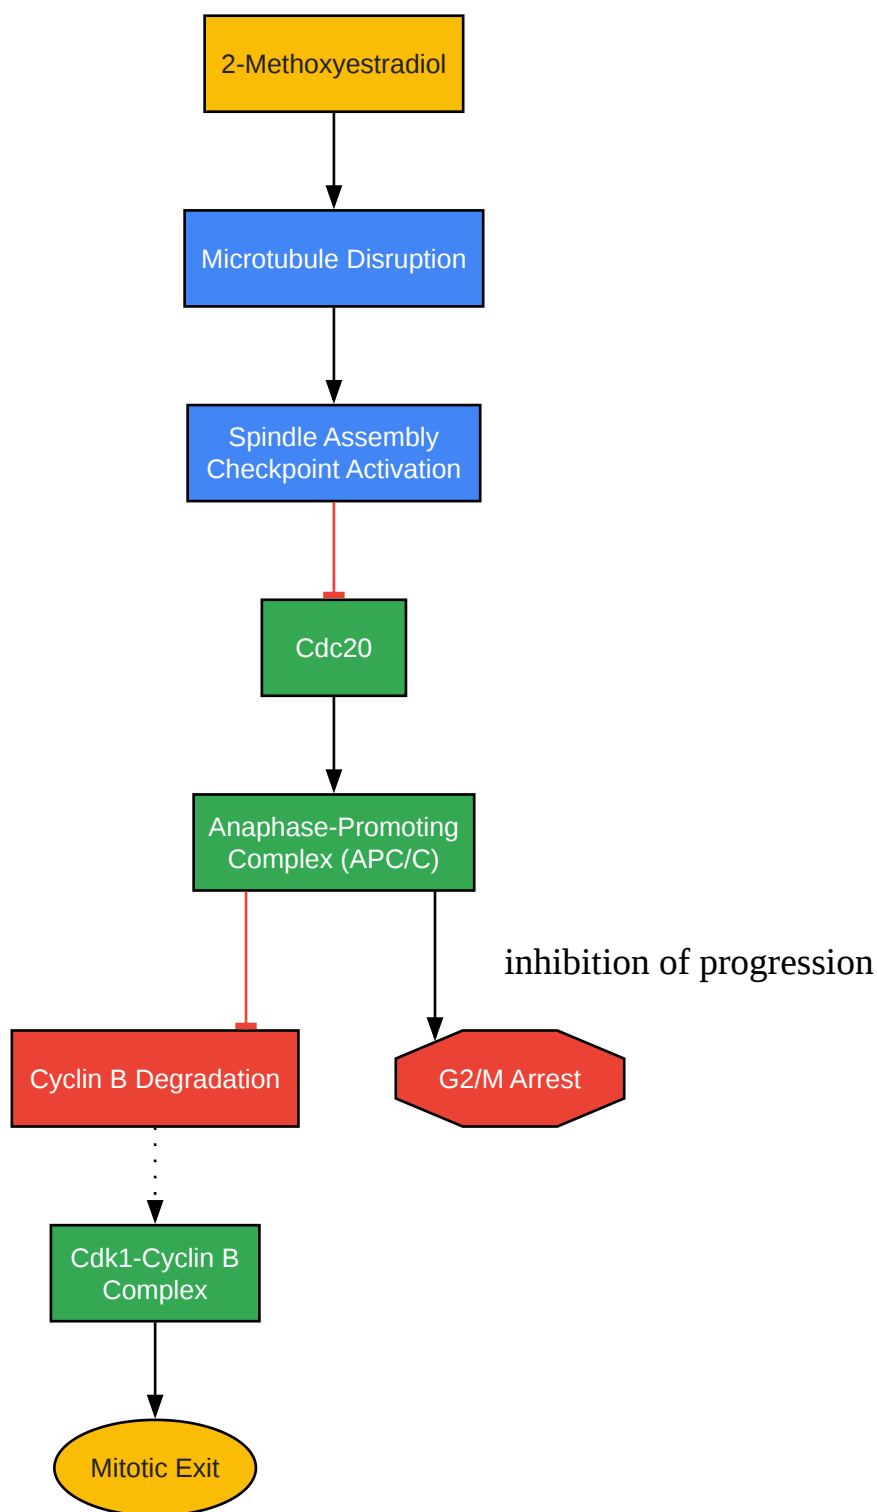 2-Methoxyestradiol
Microtubule Disruption
Spindle Assembly
Checkpoint Activation
Cdc20
Anaphase-Promoting
Complex (APC/C)
inhibition of progression
Cyclin B Degradation
G2/M Arrest
Cdk1-Cyclin B
Complex
Mitotic Exit